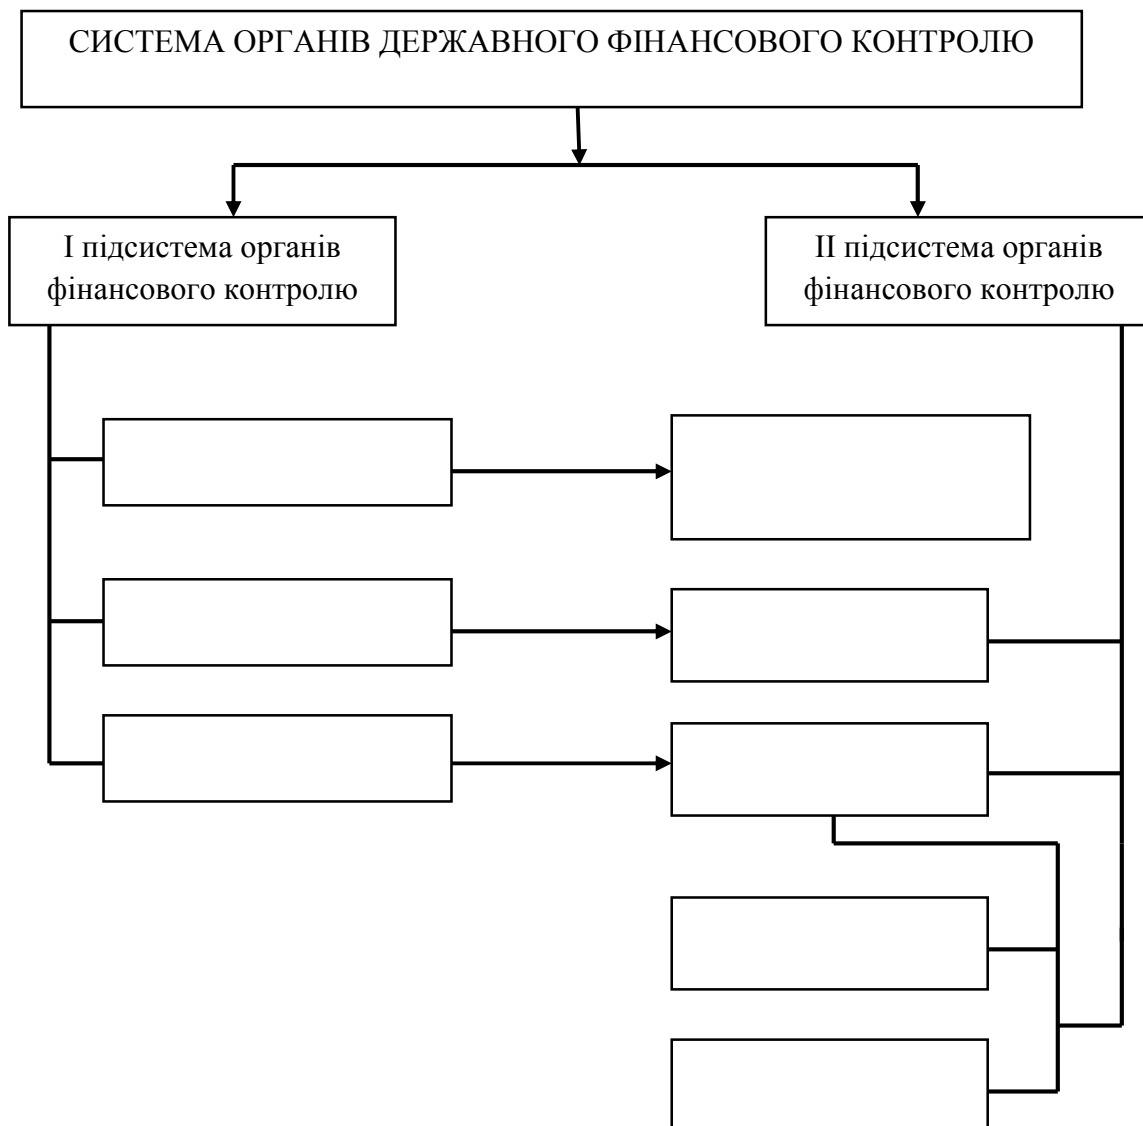 СИСТЕМА ОРГАНІВ ДЕРЖАВНОГО ФІНАНСОВОГО КОНТРОЛЮ
І підсистема органів
фінансового контролю
ІІ підсистема органів
фінансового контролю